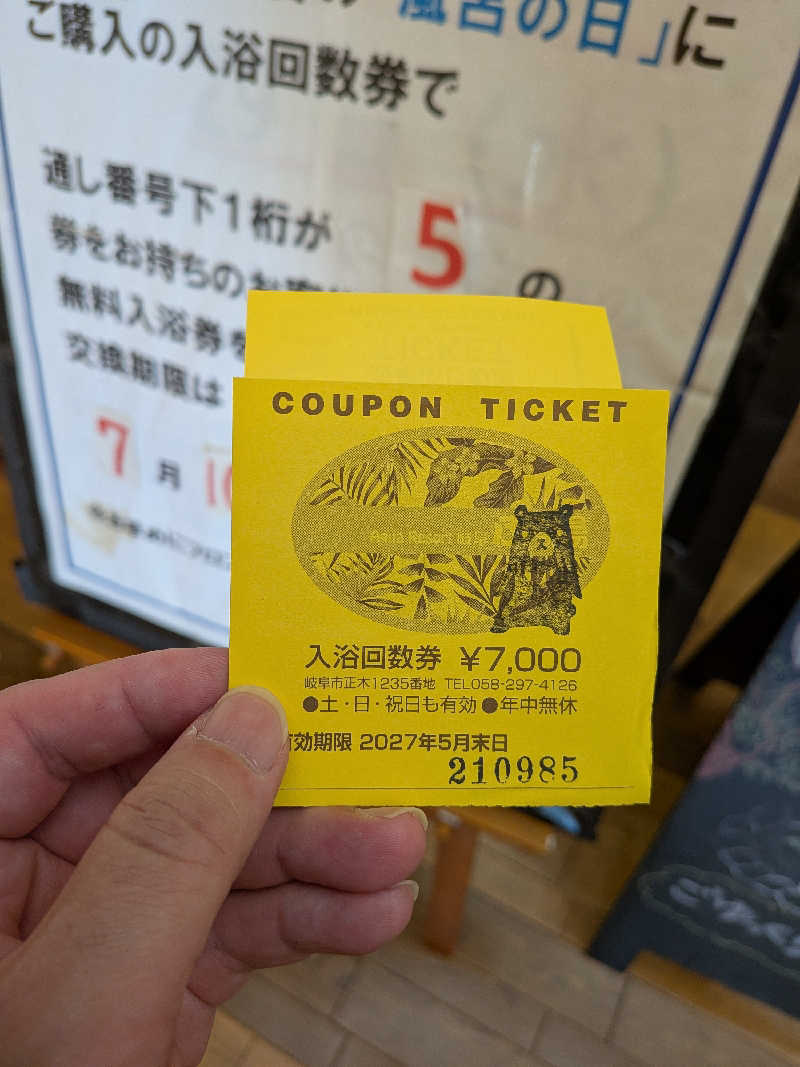 風呂の日」に
ご購入の入浴回数券で
通し番号下1桁が 5 の
券をお持ちのお客
無料入浴券を
交換期限は
7月
COUPON TICKET
入浴回数券 ¥7,000
岐阜市正木1235番地 TEL058-297-4126
●土・日・祝日も有効 ●年中無休
有効期限 2027年5月末日
210985